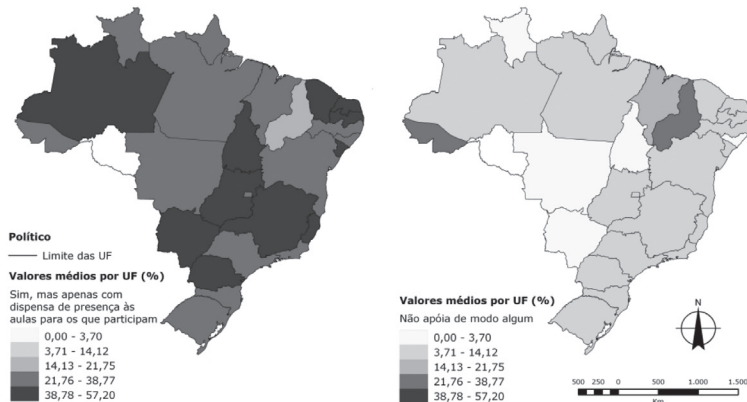 Político
Limite das UF
Valores médios por UF (%)
Sim, mas apenas com
dispensa de presença às
aulas para os que participam
0,00 - 3,70
3,71 - 14,12
14,13 - 21,75
21,76 - 38,77
38,78 - 57,20
Valores médios por UF (%)
Não apóia de modo algum
0,00 - 3,70
3,71 - 14,12
14,13 - 21,75
21,76 - 38,77
38,78 - 57,20
N
500 250 0 500 1.000 1.500
Km